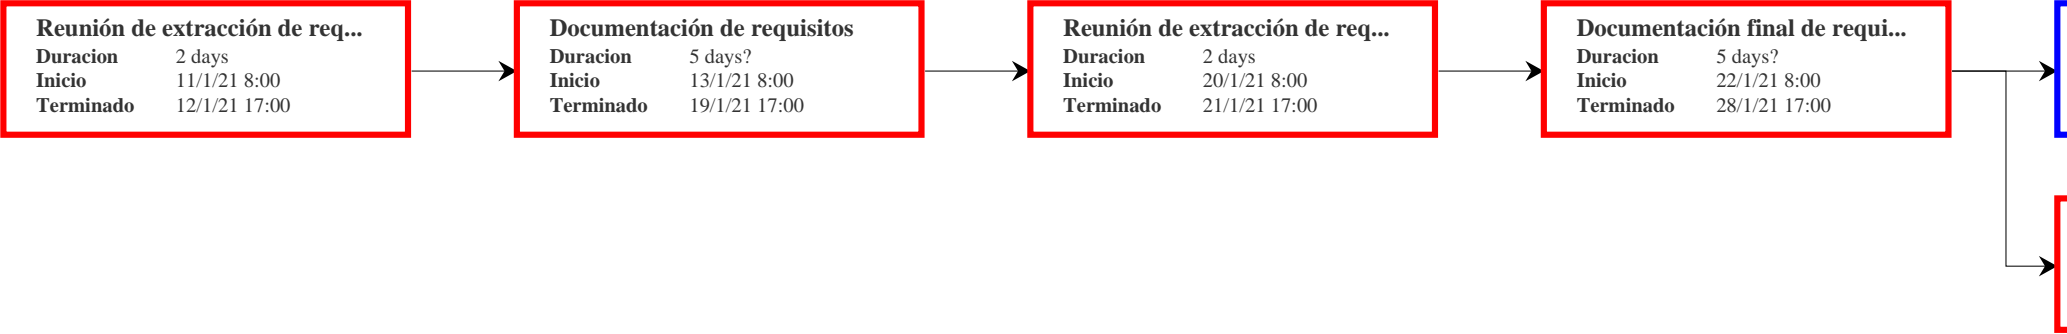 Reunión de extracción de req...
Duracion 2 days
Inicio 11/1/21 8:00
Terminado 12/1/21 17:00
Documentación de requisitos
Duracion 5 days?
Inicio 13/1/21 8:00
Terminado 19/1/21 17:00
Reunión de extracción de req...
Duracion 2 days
Inicio 20/1/21 8:00
Terminado 21/1/21 17:00
Documentación final de requi...
Duracion 5 days?
Inicio 22/1/21 8:00
Terminado 28/1/21 17:00